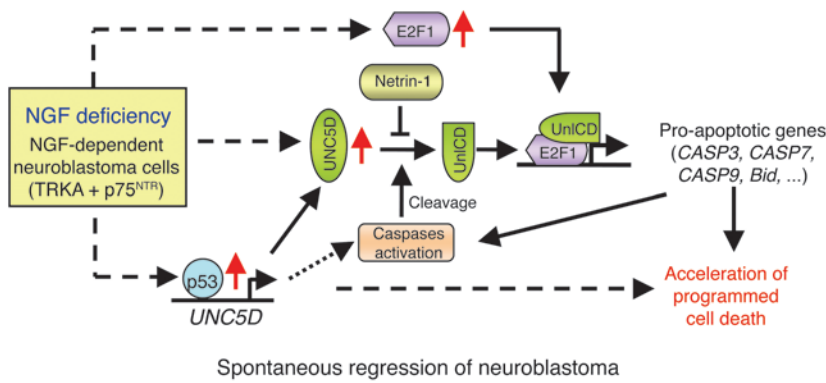 E2F1
Netrin-1
NGF deficiency
NGF-dependent
neuroblastoma cells
(TRKA + p75NTR)
UNC5D
UnICD
UnICD
E2F1
Pro-apoptotic genes
(CASP3, CASP7,
CASP9, Bid, ...)
Cleavage
Caspases
activation
p53
UNC5D
Acceleration of
programmed
cell death
Spontaneous regression of neuroblastoma